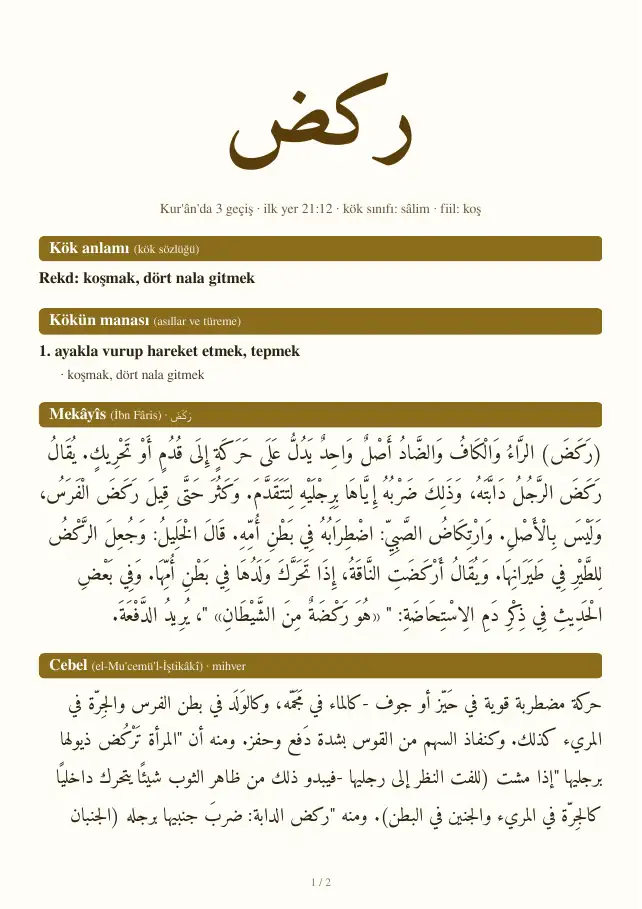 ركض
Kur'ân'da 3 geçiş · ilk yer 21:12 · kök sınıfı: sâlim · fiil: koş
Kök anlamı (kök sözlüğü)
Rekd: koşmak, dört nala gitmek
Kökün manası (asıllar ve türeme)
1. ayakla vurup hareket etmek, tepmek
· koşmak, dört nala gitmek
Mekâyîs (İbn Fâris) · رَكَضَ
(رَكَضَ) الرَّاءُ وَالْكَافُ وَالضَّادُ أَصْلٌ وَاحِدٌ يَدُلُّ عَلَى حَرَكَةٍ إِلَى قُدُمٍ أَوْ تَحْرِيكٍ. يُقَالُ
رَكَضَ الرَّجُلُ دَابَّتَهُ، وَذَلِكَ ضَرْبُهُ إِيَّاهَا بِرِجْلَيْهِ لِتَتَقَدَّمَ. وَكَثُرَ حَتَّى قِيلَ رَكَضَ الْفَرَسُ،
وَلَيْسَ بِالْأَصْلِ. وَارْتِكَاضُ الصَّبِيِّ: اضْطِرَابُهُ فِي بَطْنِ أُمِّهِ. قَالَ الْخَلِيلُ: وَجُعِلَ الرَّكْضُ
لِلطَّيْرِ فِي طَيَرَانِهَا. وَيُقَالُ أَرْكَضَتِ النَّاقَةُ، إِذَا تَحَرَّكَ وَلَدُهَا فِي بَطْنِ أُمِّهَا. وَفِي بَعْضِ
الْحَدِيثِ فِي ذِكْرِ دَمِ الِاسْتِحَاضَةِ: " «هُوَ رَكْضَةٌ مِنَ الشَّيْطَانِ» "، يُرِيدُ الدَّفْعَةَ.
Cebel (el-Mu'cemü'l-İştikâkî) · mihver
حركة مضطربة قوية في حَيّز أو جوف -كالماء في مَجَمّه، وكالوَلَد في بطن الفرس والجِرّة في
المريء كذلك. وكنفاذ السهم من القوس بشدة دَفع وحفز. ومنه أن "المرأة تَرْكُض ذيولها
برجليها "إذا مشت (للفت النظر إلى رجليها -فيبدو ذلك من ظاهر الثوب شيئًا يتحرك داخليًا
كالجِرّة في المريء والجنين في البطن). ومنه "ركض الدابة: ضربَ جنبيها برجله (الجنبان
1 / 2